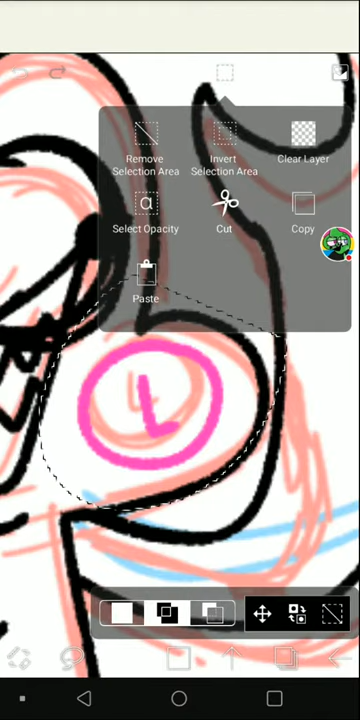 Remove
Selection Area
Invert
Selection Area
Clear Layer
α
Select Opacity
Cut
Copy
Paste
L